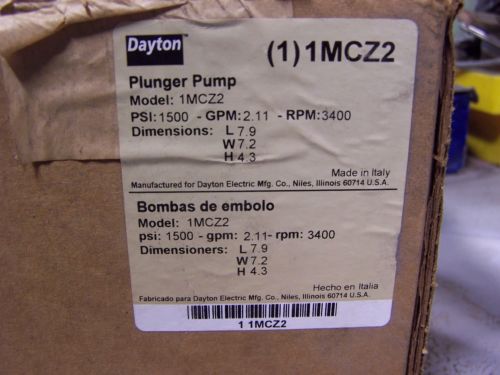 Dayton
(1) 1MCZ2
Plunger Pump
Model: 1MCZ2
PSI: 1500 - GPM: 2.11 - RPM: 3400
Dimensions: L 7.9
W 7.2
H 4.3
Made in Italy
Manufactured for Dayton Electric Mfg. Co., Niles, Illinois 60714 U.S.A.
Bombas de embolo
Model: 1MCZ2
psi: 1500 - gpm: 2.11- rpm: 3400
Dimensioners: L 7.9
W 7.2
H 4.3
Hecho en Italia
Fabricado para Dayton Electric Mfg. Co., Niles, Illinois 60714 U.S.A.
1 1MCZ2